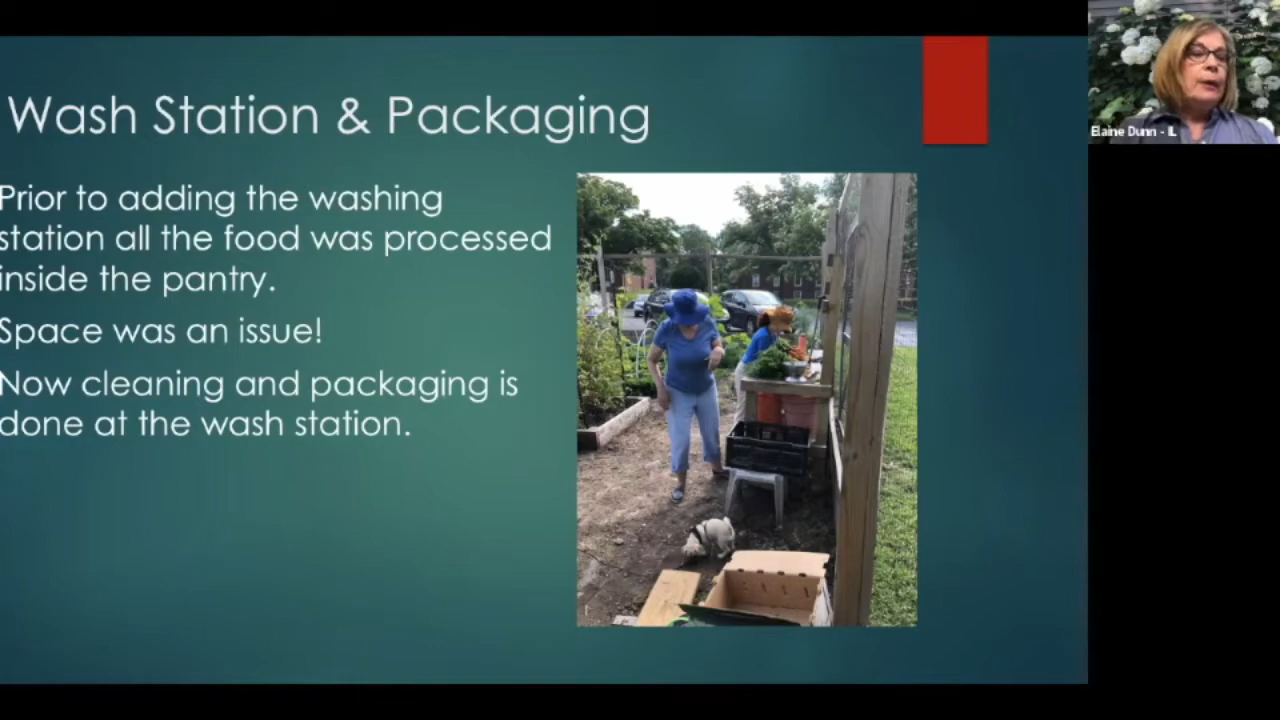 Wash Station & Packaging
Prior to adding the washing
station all the food was processed
inside the pantry.
Space was an issue!
Now cleaning and packaging is
done at the wash station.
Elaine Dunn - IL